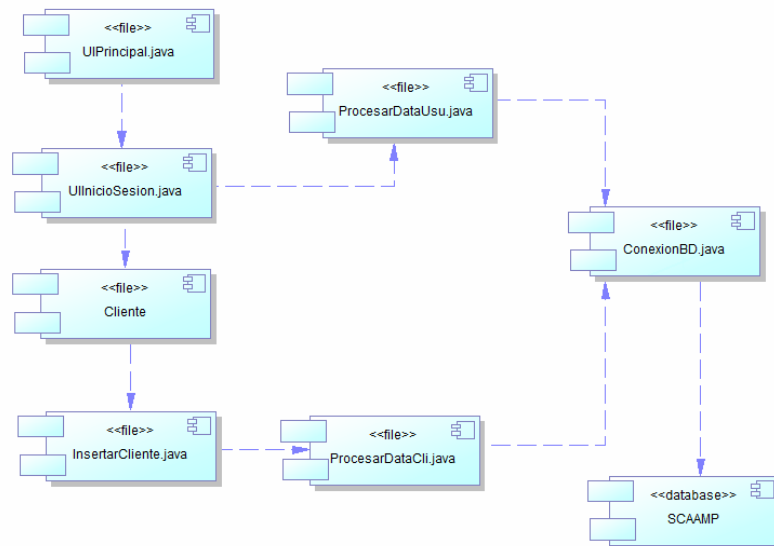 <<file>>
UIPrincipal.java
<<file>>
ProcesarDataUsu.java
<<file>>
UIInicioSesion.java
<<file>>
ConexionBD.java
<<file>>
Cliente
<<file>>
InsertarCliente.java
<<file>>
ProcesarDataCli.java
<<database>>
SCAAMP